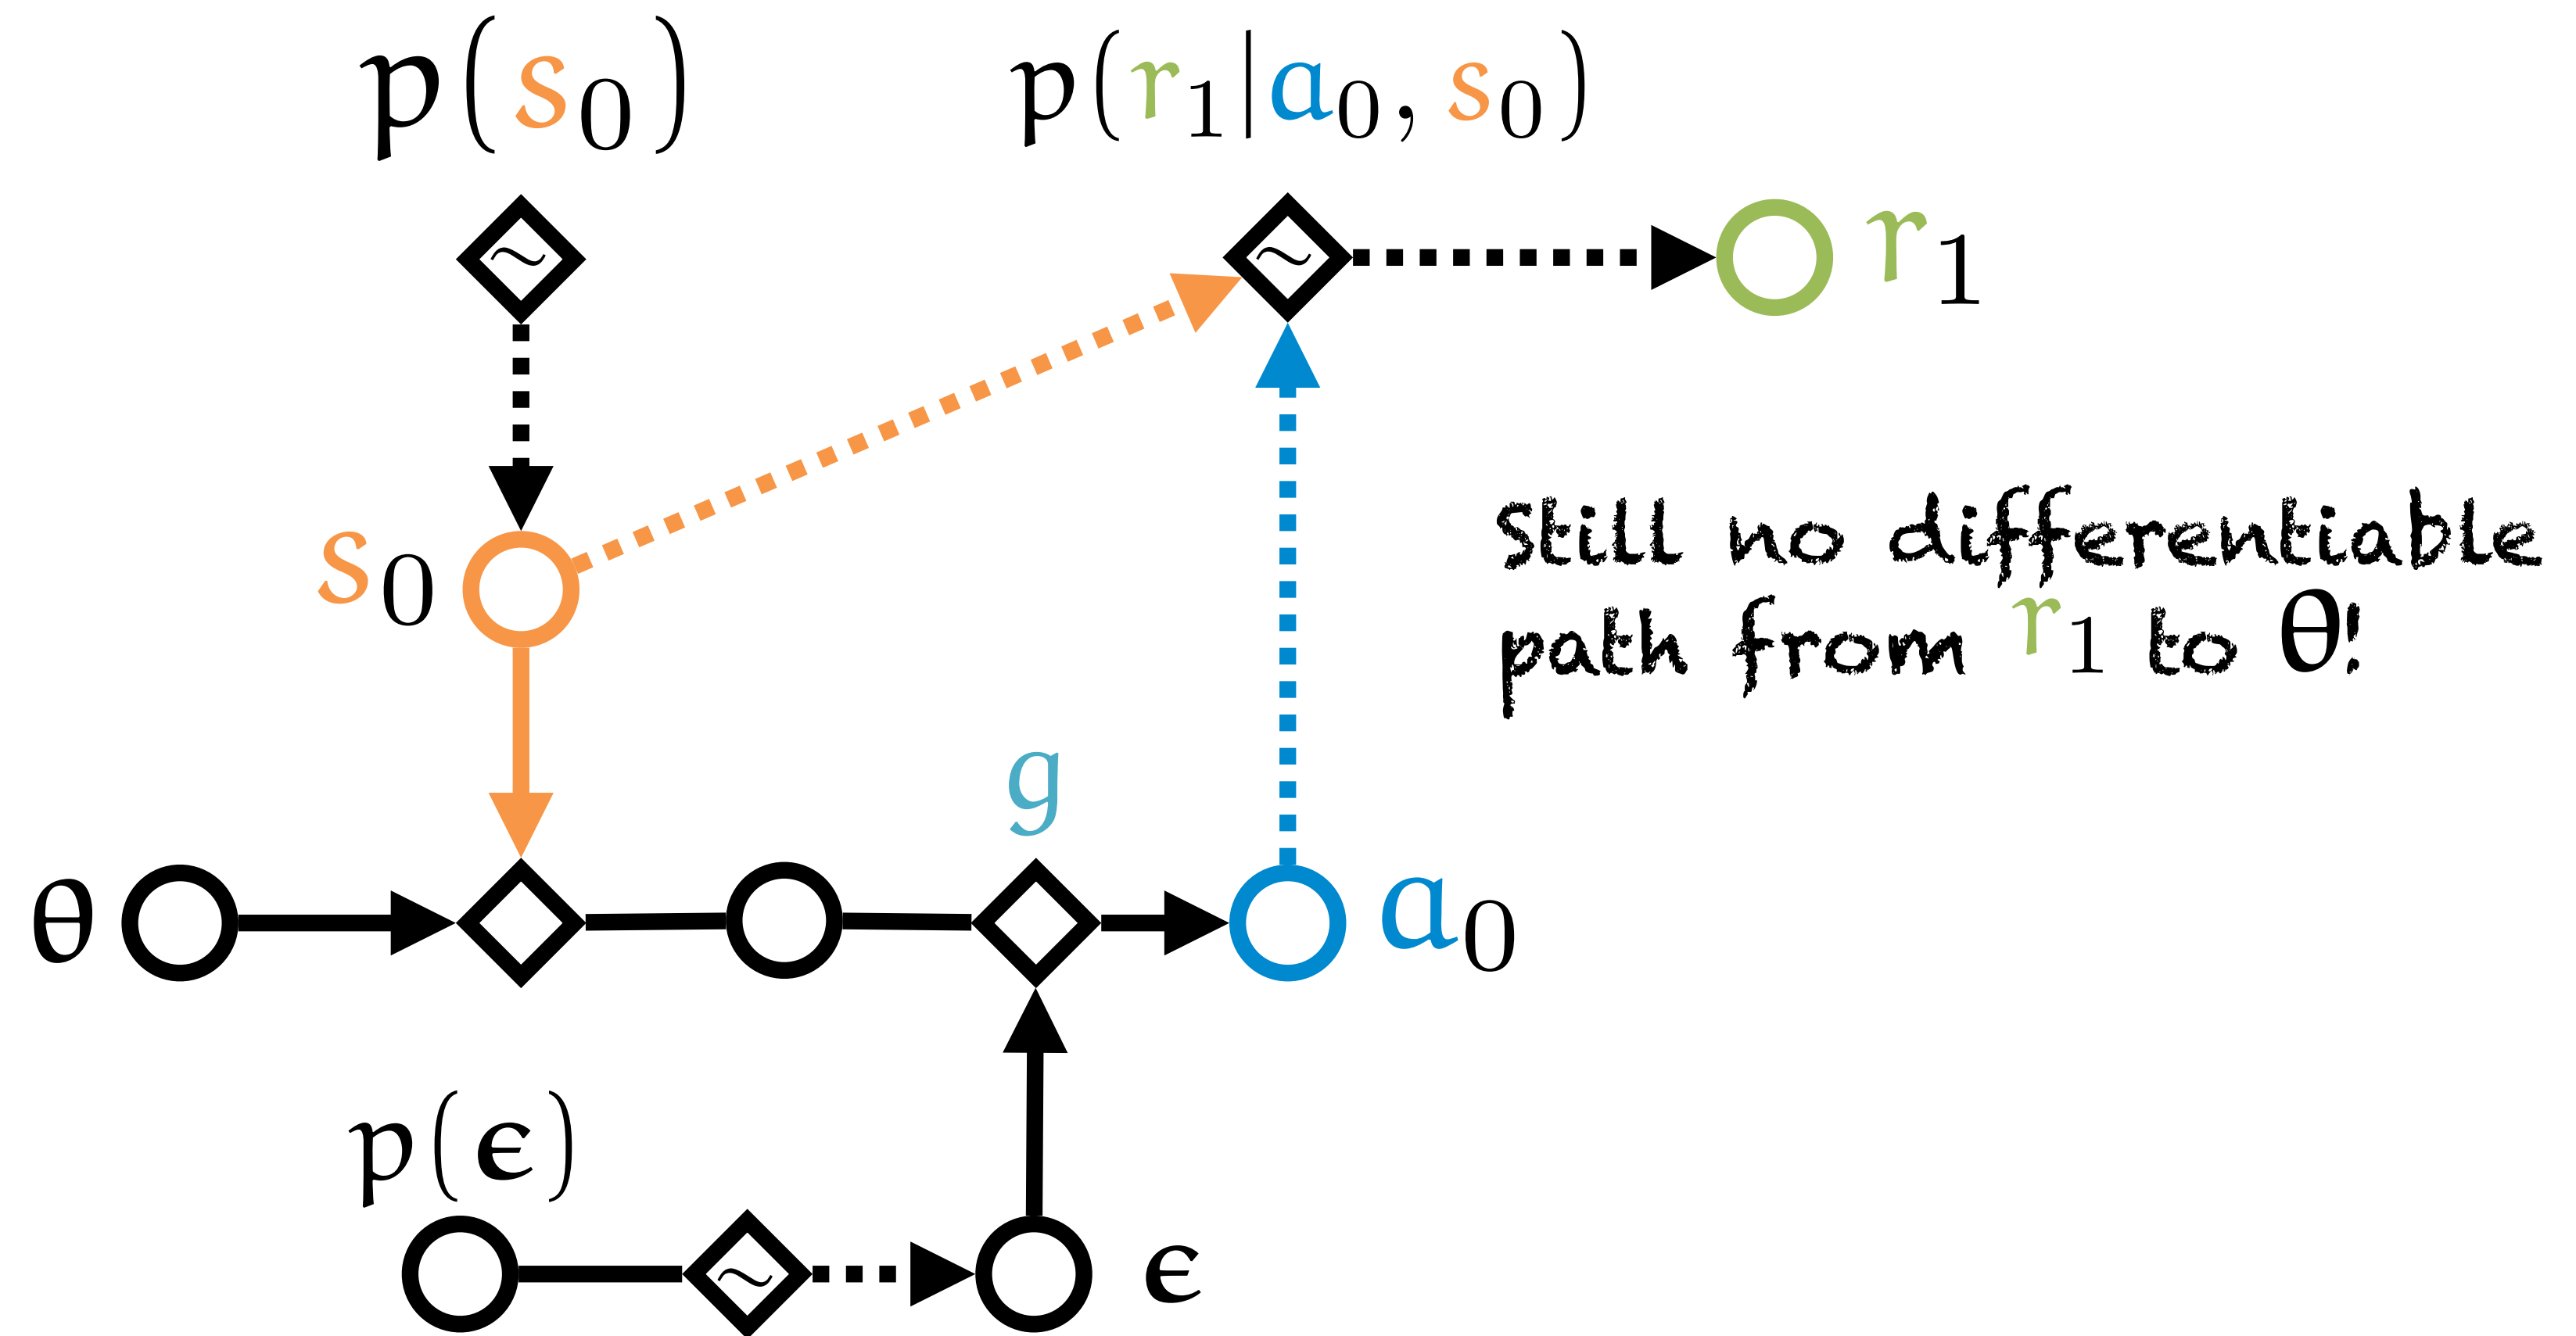 p(s₀)
p(r₁|a₀, s₀)
~
~
r₁
s₀
Still no differentiable
path from r₁ to θ!
g
θ
a₀
p(ϵ)
~
ϵ